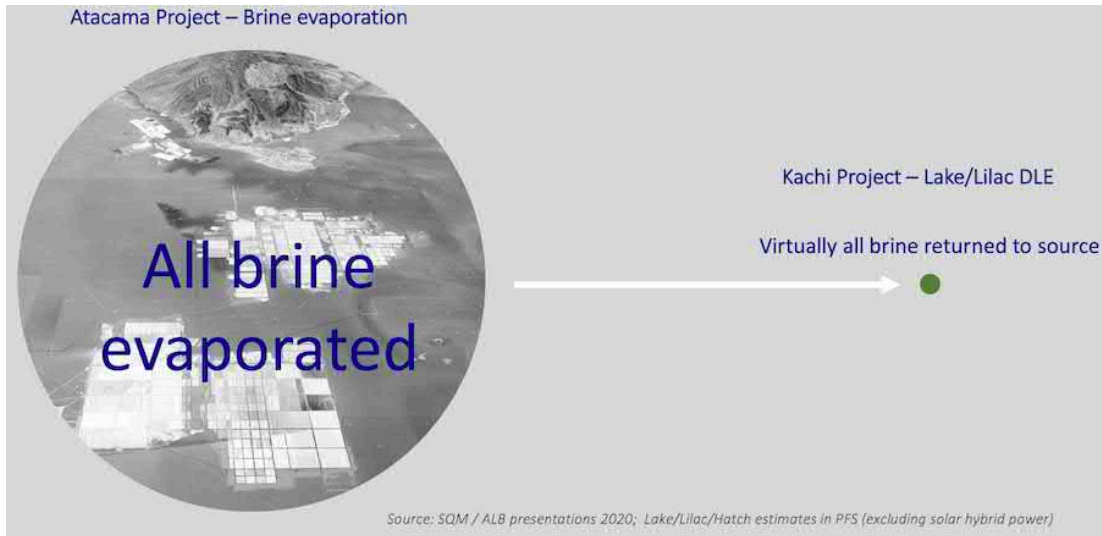 Atacama Project – Brine evaporation
All brine
evaporated
Kachi Project – Lake/Lilac DLE
Virtually all brine returned to source
Source: SQM / ALB presentations 2020; Lake/Lilac/Hatch estimates in PFS (excluding solar hybrid power)